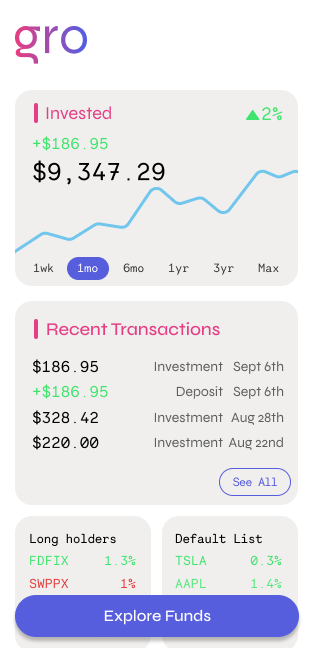 gro
Invested ▲2%
+$186.95
$9,347.29
1wk 1mo 6mo 1yr 3yr Max
Recent Transactions
$186.95 Investment Sept 6th
+$186.95 Deposit Sept 6th
$328.42 Investment Aug 28th
$220.00 Investment Aug 22nd
See All
Long holders
FDFIX 1.3%
SWPPX 1%
Default List
TSLA 0.3%
AAPL 1.4%
Explore Funds